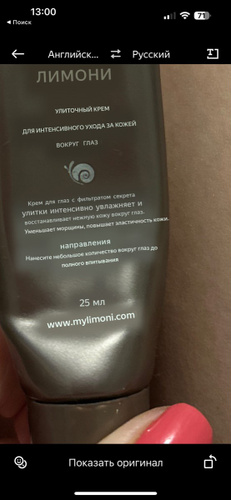 13:00
71
Поиск
Английск...
Русский
ЛИМОНИ
УЛИТОЧНЫЙ КРЕМ
ДЛЯ ИНТЕНСИВНОГО УХОДА ЗА КОЖЕЙ
ВОКРУГ ГЛАЗ
Крем для глаз с фильтратом секрета
улитки интенсивно увлажняет и
восстанавливает нежную кожу вокруг глаз.
Уменьшает морщины, повышает эластичность кожи.
направления
Нанесите небольшое количество вокруг глаз до
полного впитывания
25 мл
www.mylimoni.com
Показать оригинал